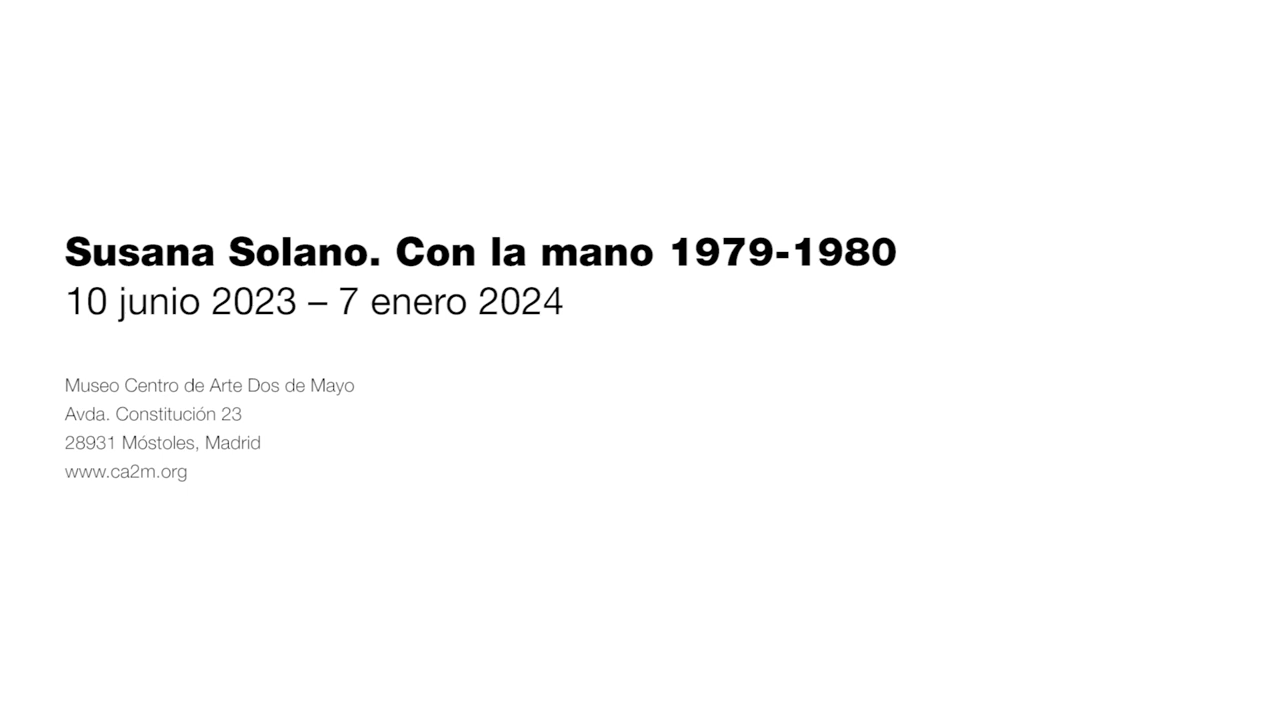 Susana Solano. Con la mano 1979-1980
10 junio 2023 – 7 enero 2024
Museo Centro de Arte Dos de Mayo
Avda. Constitución 23
28931 Móstoles, Madrid
www.ca2m.org